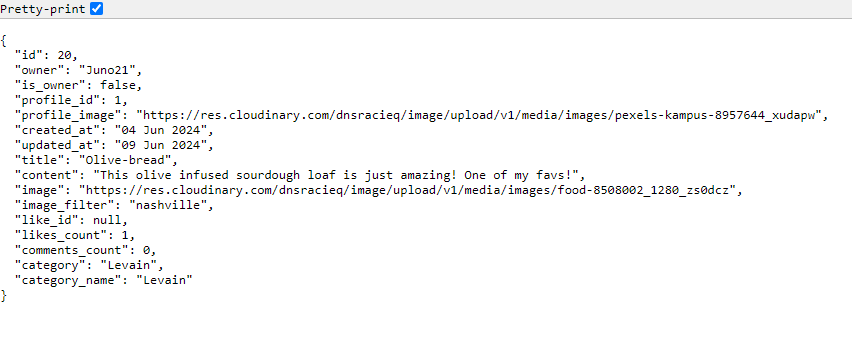 Pretty-print
{
  "id": 20,
  "owner": "Juno21",
  "is_owner": false,
  "profile_id": 1,
  "profile_image": "https://res.cloudinary.com/dnsracieq/image/upload/v1/media/images/pexels-kampus-8957644_xudapw",
  "created_at": "04 Jun 2024",
  "updated_at": "09 Jun 2024",
  "title": "Olive-bread",
  "content": "This olive infused sourdough loaf is just amazing! One of my favs!",
  "image": "https://res.cloudinary.com/dnsracieq/image/upload/v1/media/images/food-8508002_1280_zs0dcz",
  "image_filter": "nashville",
  "like_id": null,
  "likes_count": 1,
  "comments_count": 0,
  "category": "Levain",
  "category_name": "Levain"
}